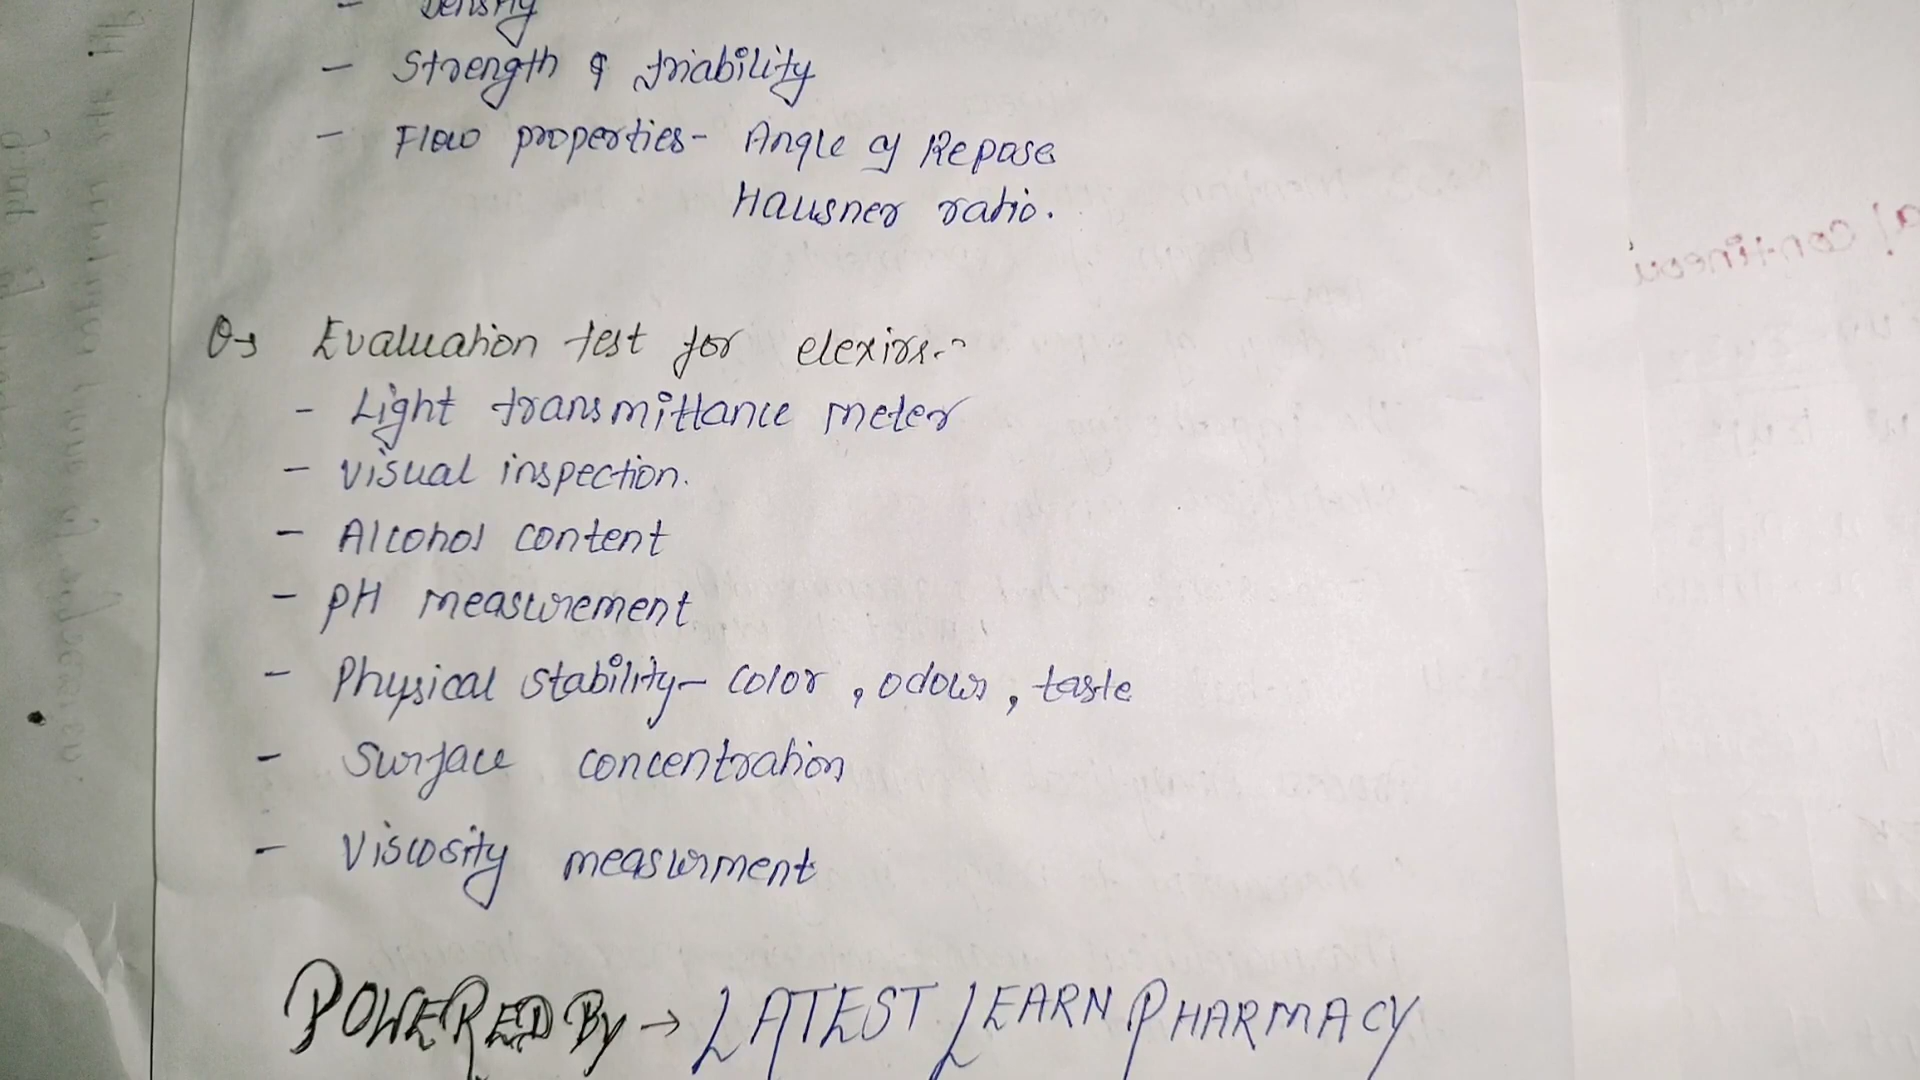 - Density
- Strength & friability
- Flow properties- Angle of Repose
Hausner ratio.
Q→ Evaluation test for elexirs:-
- Light transmittance meter
- Visual inspection.
- Alcohol content
- pH measurement
- Physical stability- color, odour, taste
- Surface concentration
- Viscosity measurment
POWERED By → LATEST LEARN PHARMACY